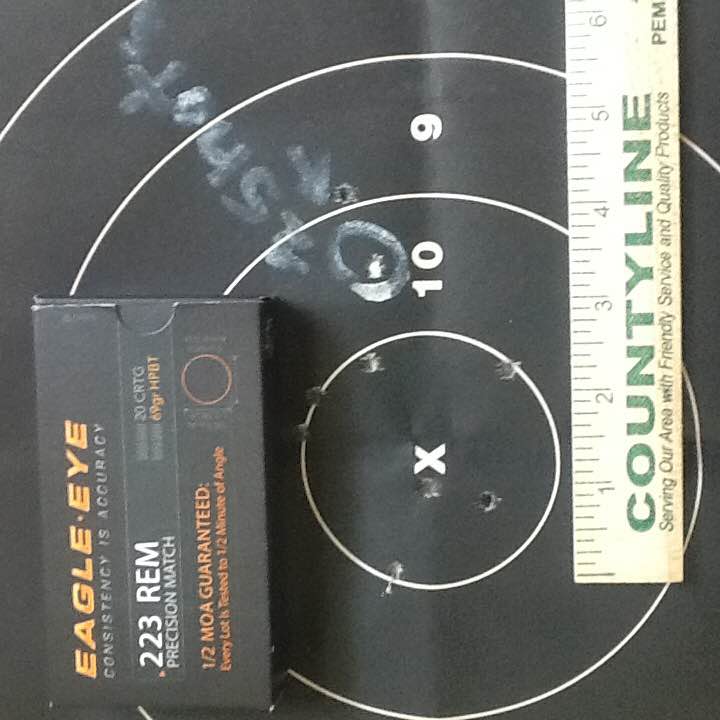 EAGLE·EYE
CONSISTENCY IS ACCURACY
20 CRTG
69gr HPBT
.223 REM
PRECISION MATCH
1/2 MOA GUARANTEED:
Every Lot is Tested to 1/2 Minute of Angle
9
10
X
1 2 3 4 5 6
COUNTYLINE
Serving Our Area with Friendly Service and Quality Products
PEM